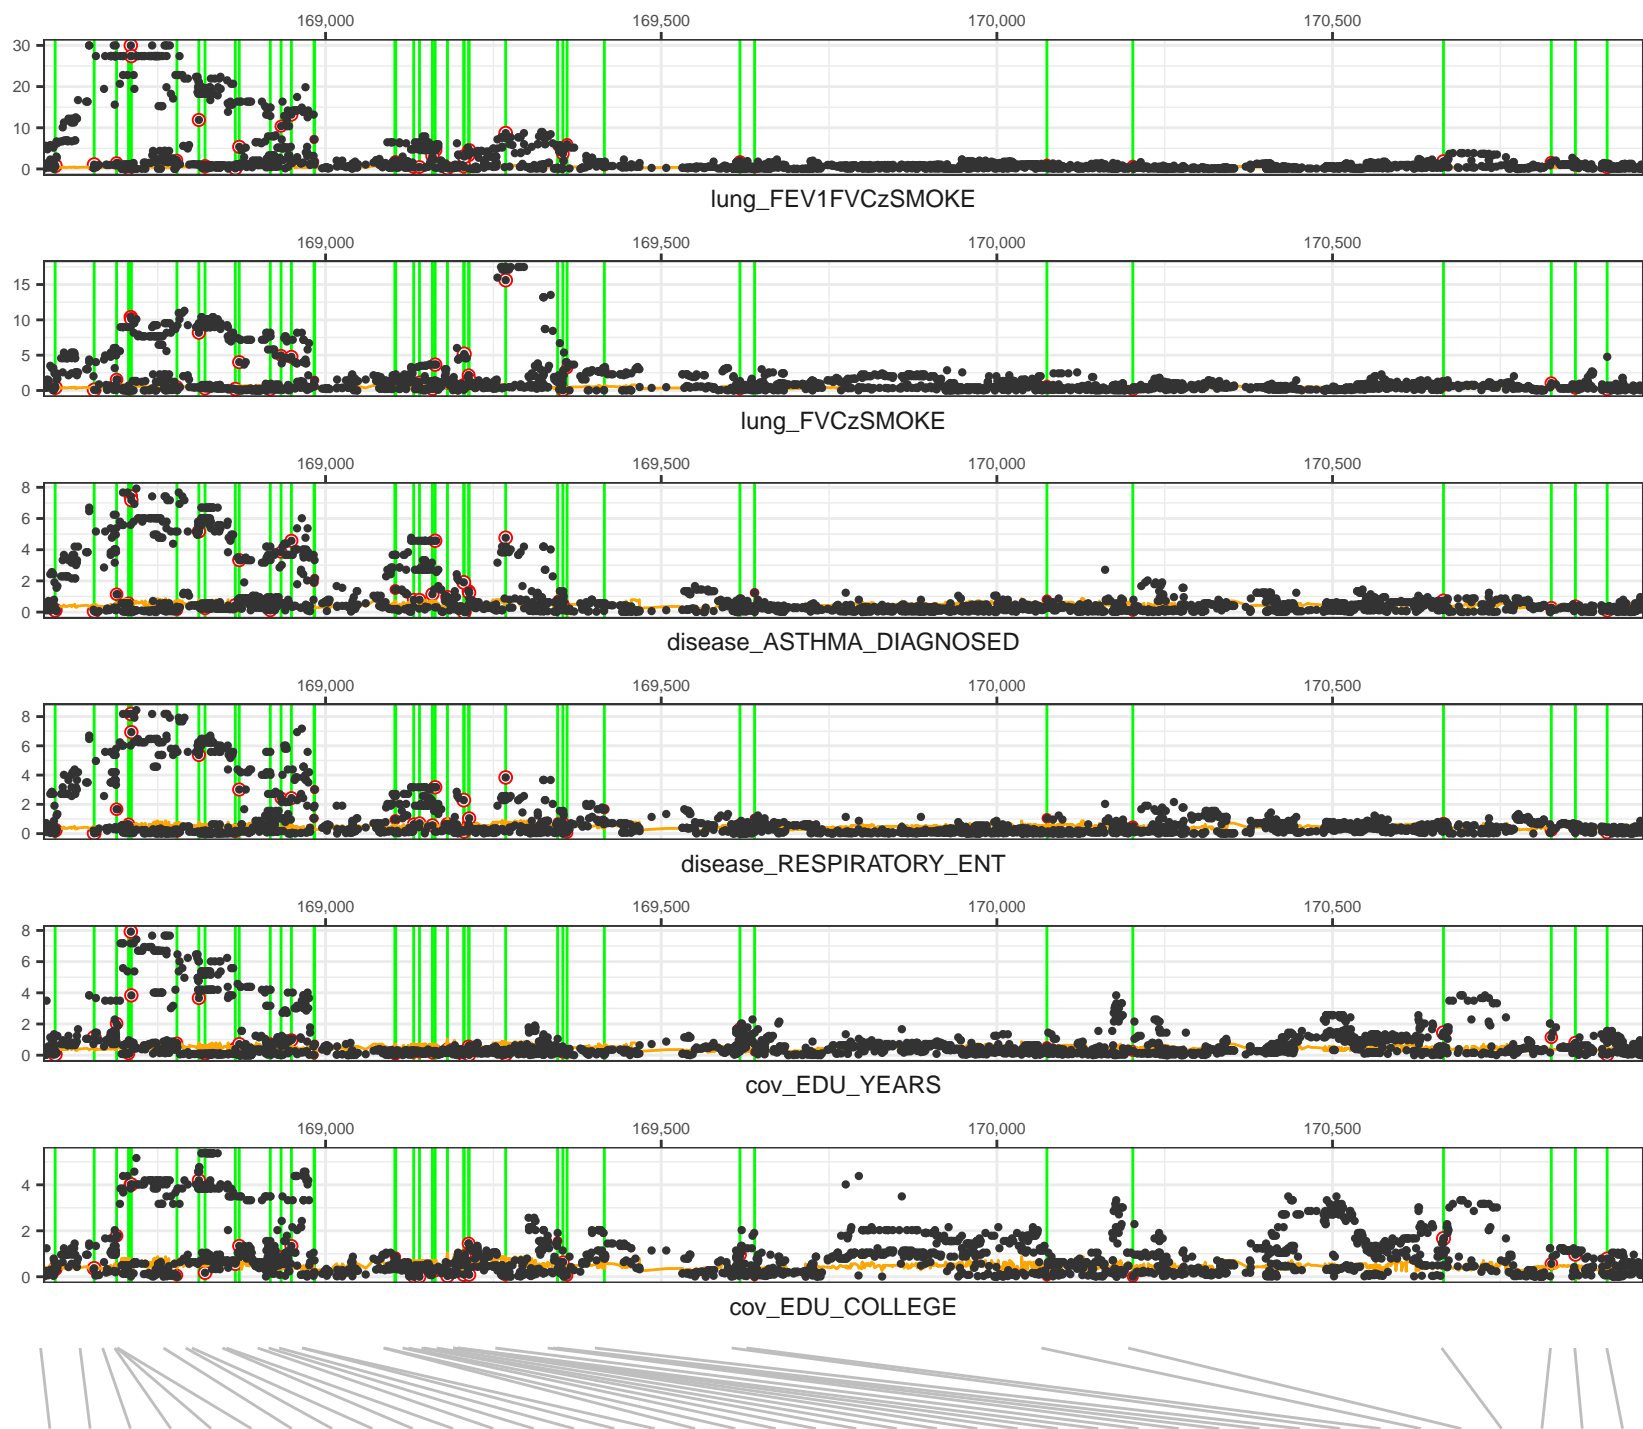 169,000 169,500 170,000 170,500
30
20
10
0
lung_FEV1FVCzSMOKE
169,000 169,500 170,000 170,500
15
10
5
0
lung_FVCzSMOKE
169,000 169,500 170,000 170,500
8
6
4
2
0
disease_ASTHMA_DIAGNOSED
169,000 169,500 170,000 170,500
8
6
4
2
0
disease_RESPIRATORY_ENT
169,000 169,500 170,000 170,500
8
6
4
2
0
cov_EDU_YEARS
169,000 169,500 170,000 170,500
4
2
0
cov_EDU_COLLEGE